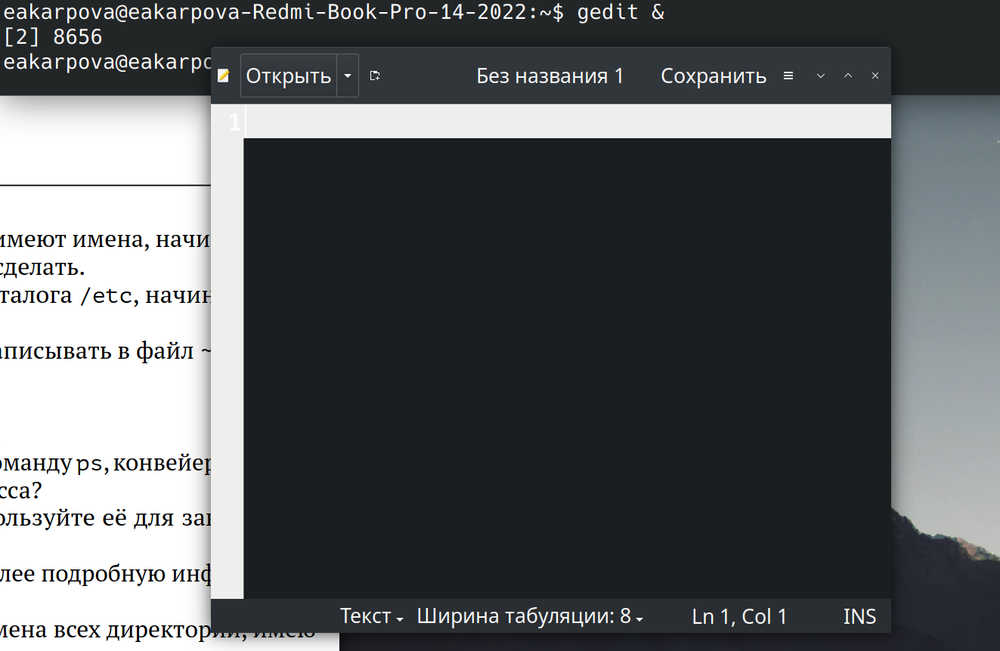 eakarpova@eakarpova-Redmi-Book-Pro-14-2022:~$ gedit &
[2] 8656
eakarpova@eakarpo
Открыть Без названия 1 Сохранить
1
имеют имена, начи
сделать.
талога /etc, начин
аписывать в файл ~
оманду ps, конвейер
сса?
ользуйте её для зав
лее подробную инф
мена всех директорий, имею
Текст Ширина табуляции: 8 Ln 1, Col 1 INS